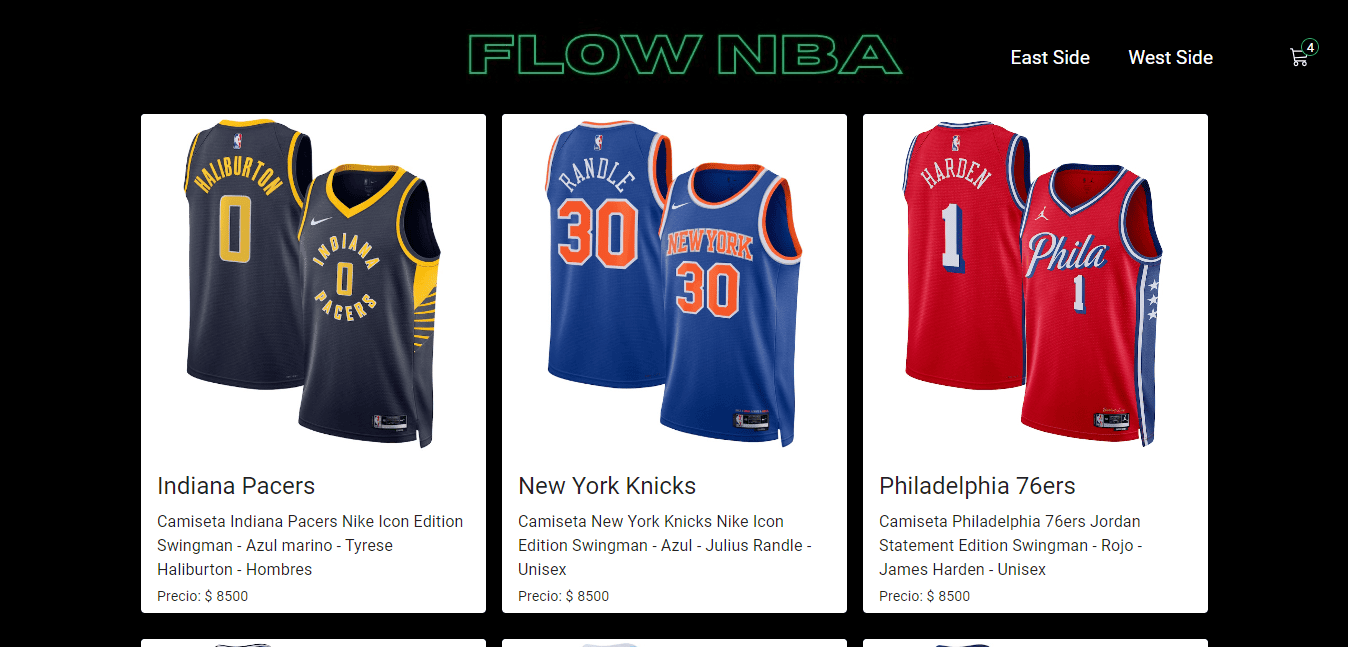 FLOW NBA
East Side
West Side
4
HALIBURTON
0
INDIANA
0
PACERS
RANDLE
30
NEW YORK
30
HARDEN
1
Phila
1
Indiana Pacers
Camiseta Indiana Pacers Nike Icon Edition
Swingman - Azul marino - Tyrese
Haliburton - Hombres
Precio: $ 8500
New York Knicks
Camiseta New York Knicks Nike Icon
Edition Swingman - Azul - Julius Randle -
Unisex
Precio: $ 8500
Philadelphia 76ers
Camiseta Philadelphia 76ers Jordan
Statement Edition Swingman - Rojo -
James Harden - Unisex
Precio: $ 8500